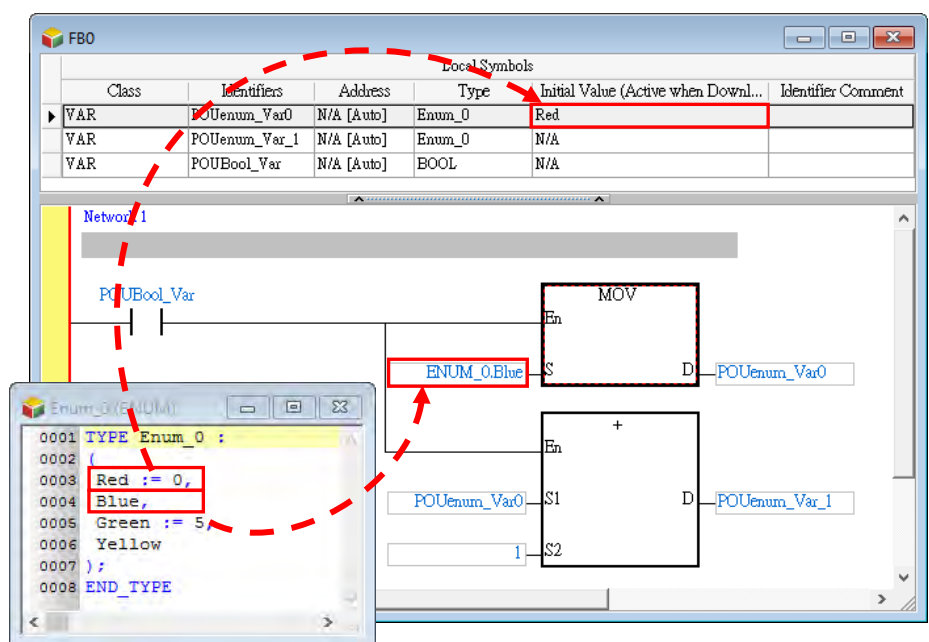 FB0
Local Symbols
Class Identifiers Address Type Initial Value (Active when Downl... Identifier Comment
VAR POUenum_Var0 N/A [Auto] Enum_0 Red
VAR POUenum_Var_1 N/A [Auto] Enum_0 N/A
VAR POUBool_Var N/A [Auto] BOOL N/A
Network 1
POUBool_Var
MOV
En
ENUM_0.Blue S D POUenum_Var0
+
En
POUenum_Var0 S1 D POUenum_Var_1
1 S2
Enum_0 (ENUM)
0001 TYPE Enum_0 :
0002 (
0003 Red := 0,
0004 Blue,
0005 Green := 5,
0006 Yellow
0007 );
0008 END_TYPE